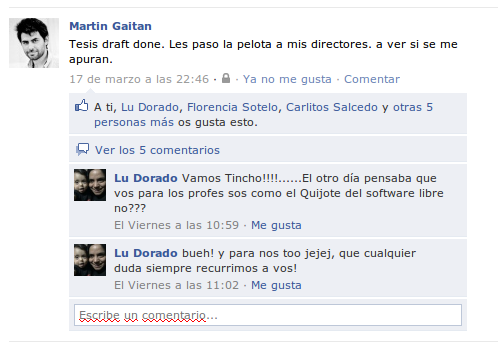 Martin Gaitan
Tesis draft done. Les paso la pelota a mis directores. a ver si se me
apuran.
17 de marzo a las 22:46 · Ya no me gusta · Comentar
A ti, Lu Dorado, Florencia Sotelo, Carlitos Salcedo y otras 5
personas más os gusta esto.
Ver los 5 comentarios
Lu Dorado Vamos Tincho!!!!......El otro día pensaba que
vos para los profes sos como el Quijote del software libre
no???
El Viernes a las 10:59 · Me gusta
Lu Dorado bueh! y para nos too jejej, que cualquier
duda siempre recurrimos a vos!
El Viernes a las 11:02 · Me gusta
Escribe un comentario...